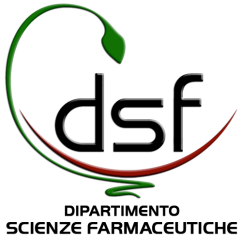 dsf
DIPARTIMENTO
SCIENZE FARMACEUTICHE